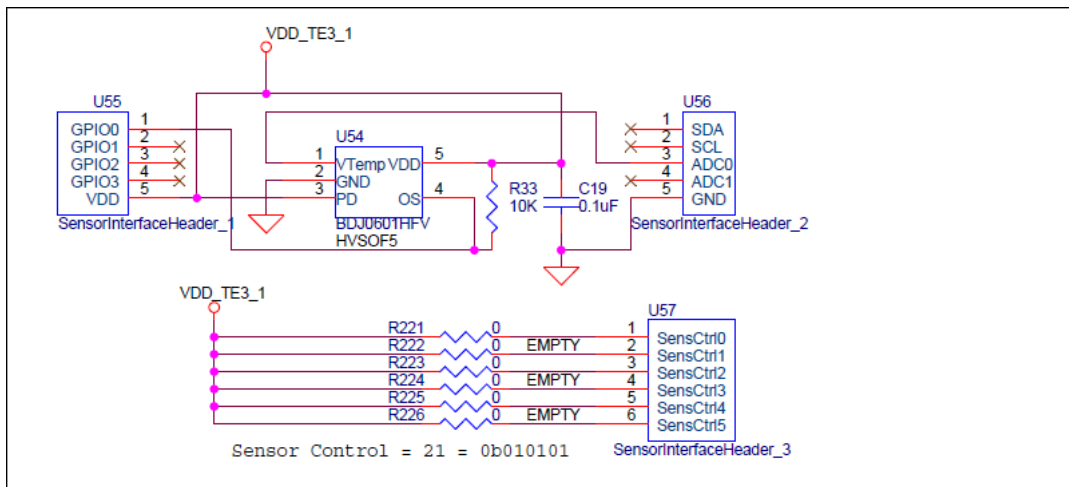 VDD_TE3_1
U55
GPIO0 1
GPIO1 2
GPIO2 3
GPIO3 4
VDD 5
SensorInterfaceHeader_1
U54
1 VTemp VDD 5
2 GND
3 PD OS 4
BDJ0601HFV
HVSOF5
R33
10K
C19
0.1uF
U56
1 SDA
2 SCL
3 ADC0
4 ADC1
5 GND
SensorInterfaceHeader_2
VDD_TE3_1
U57
R221 0 1 SensCtrl0
R222 0 EMPTY 2 SensCtrl1
R223 0 3 SensCtrl2
R224 0 EMPTY 4 SensCtrl3
R225 0 5 SensCtrl4
R226 0 EMPTY 6 SensCtrl5
Sensor Control = 21 = 0b010101
SensorInterfaceHeader_3